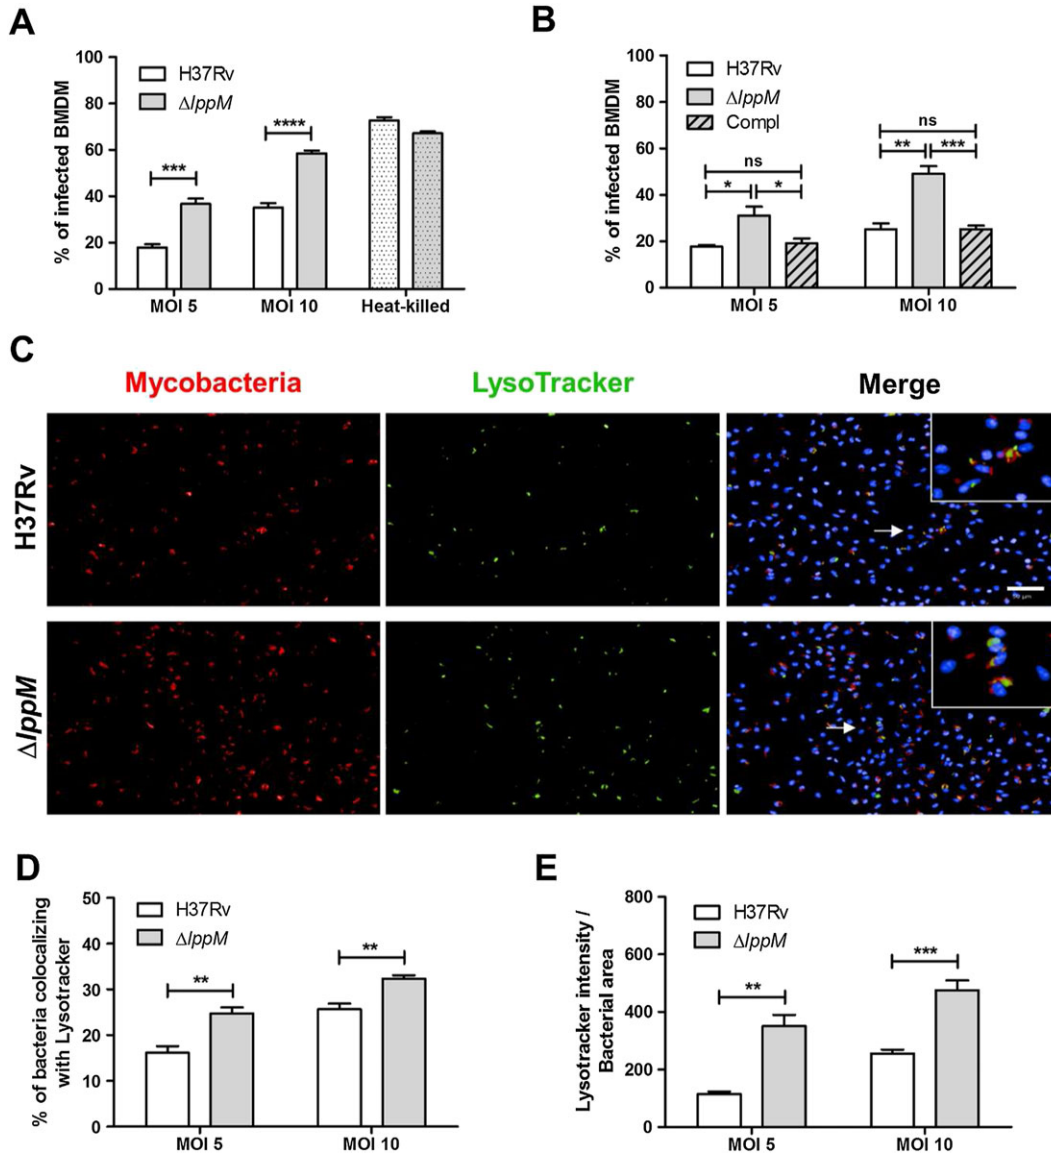 A
% of infected BMDM
100
80
60
40
20
0
H37Rv
ΔlppM
***
****
MOI 5
MOI 10
Heat-killed
B
% of infected BMDM
100
80
60
40
20
0
H37Rv
ΔlppM
Compl
ns
*
*
ns
**
***
MOI 5
MOI 10
C
Mycobacteria
LysoTracker
Merge
H37Rv
ΔlppM
D
% of bacteria colocalizing
with Lysotracker
50
40
30
20
10
0
H37Rv
ΔlppM
**
**
MOI 5
MOI 10
E
Lysotracker intensity /
Bacterial area
800
600
400
200
0
H37Rv
ΔlppM
**
***
MOI 5
MOI 10